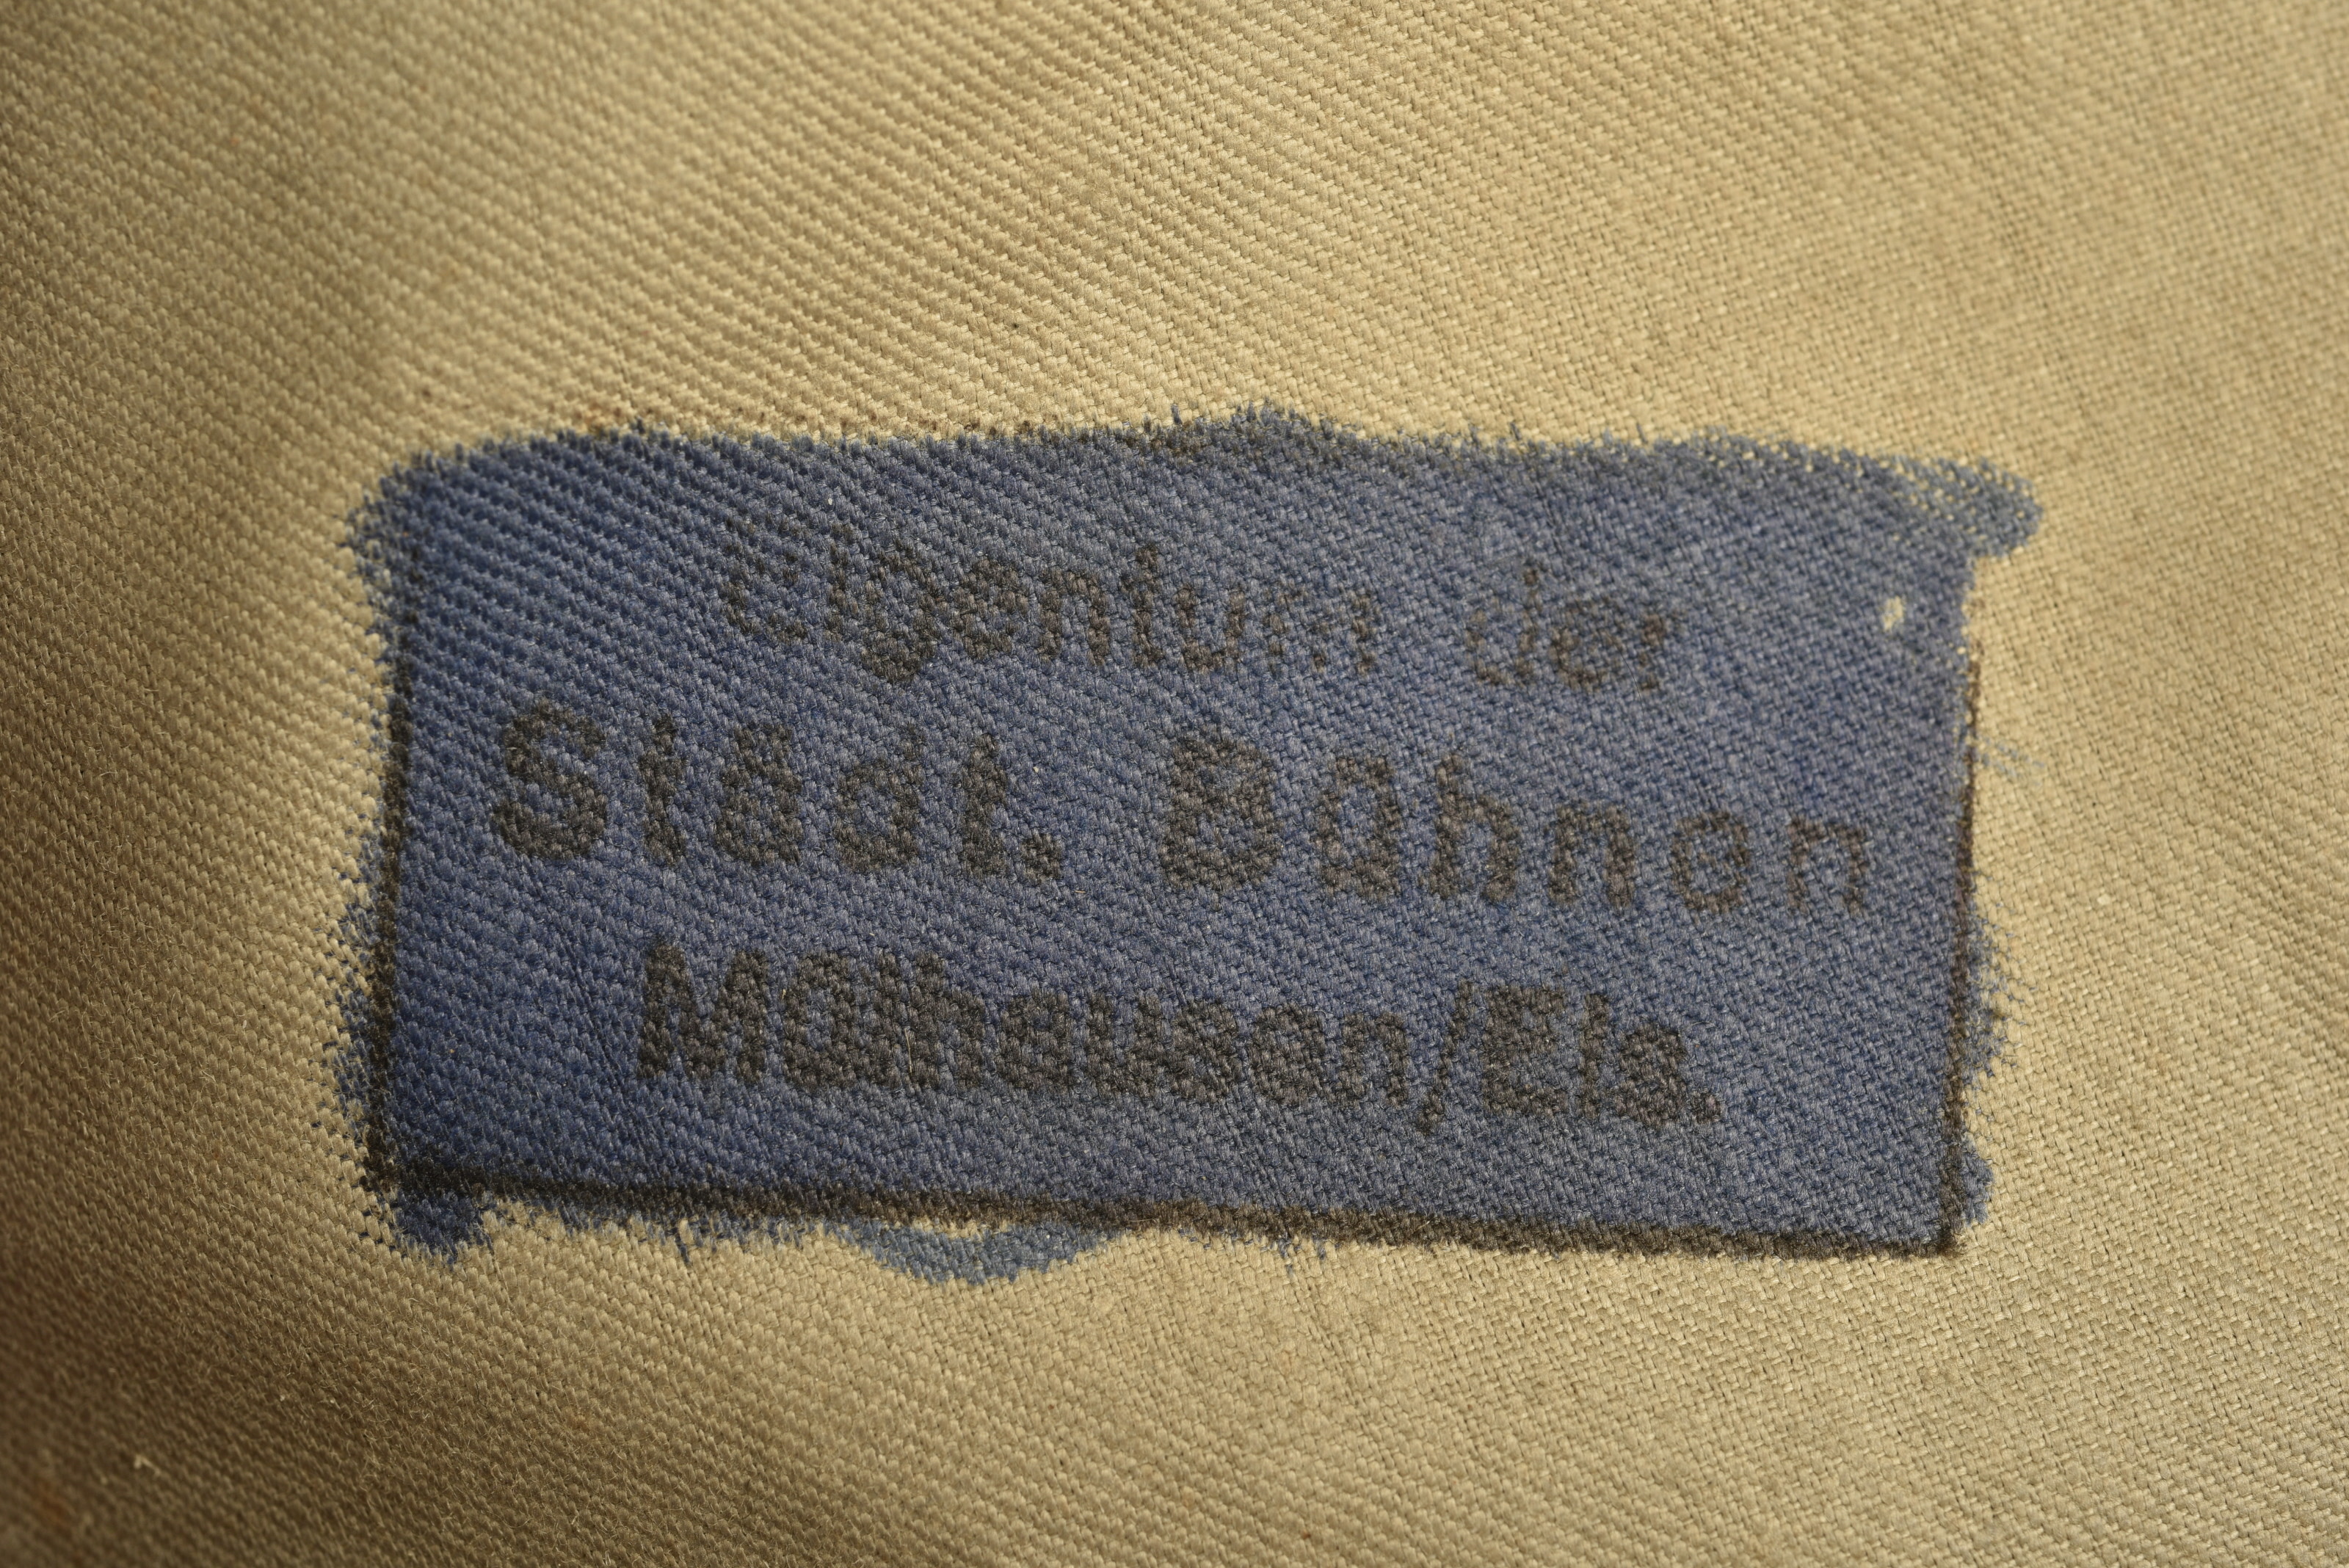 Eigentum der
Städt. Bühnen
Mülhausen/Els.